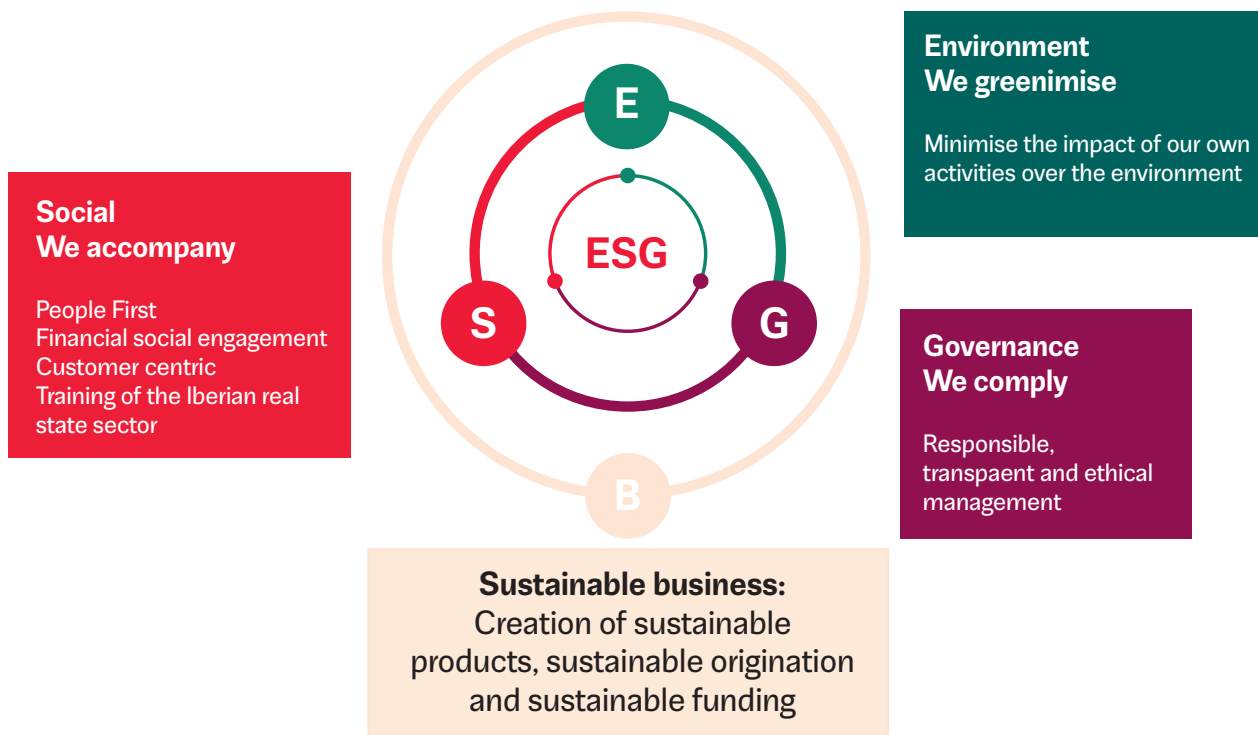 E
Environment
We greenimise
Minimise the impact of our own
activities over the environment
Social
We accompany
People First
Financial social engagement
Customer centric
Training of the Iberian real
state sector
ESG
S
G
Governance
We comply
Responsible,
transpaent and ethical
management
B
Sustainable business:
Creation of sustainable
products, sustainable origination
and sustainable funding